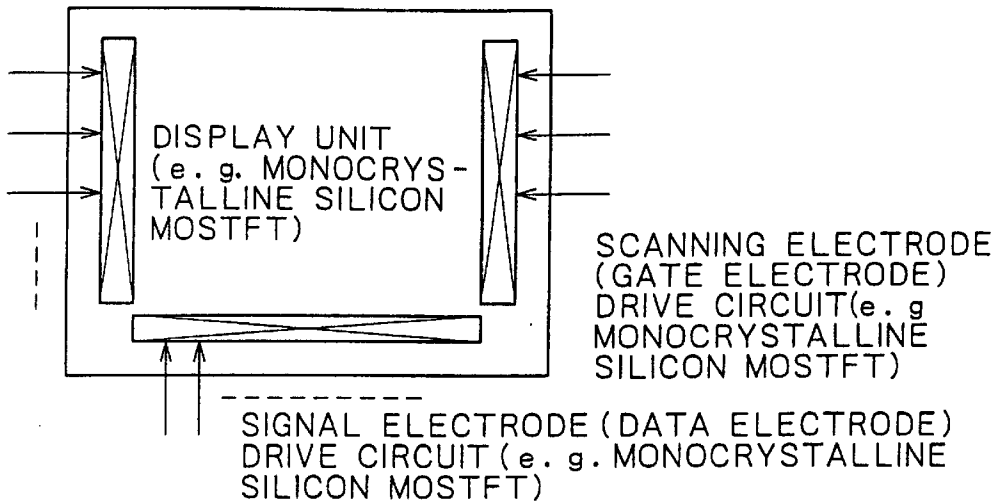 DISPLAY UNIT
(e. g. MONOCRYS-
TALLINE SILICON
MOSTFT)
SCANNING ELECTRODE
(GATE ELECTRODE)
DRIVE CIRCUIT(e. g
MONOCRYSTALLINE
SILICON MOSTFT)
SIGNAL ELECTRODE (DATA ELECTRODE)
DRIVE CIRCUIT (e. g. MONOCRYSTALLINE
SILICON MOSTFT)